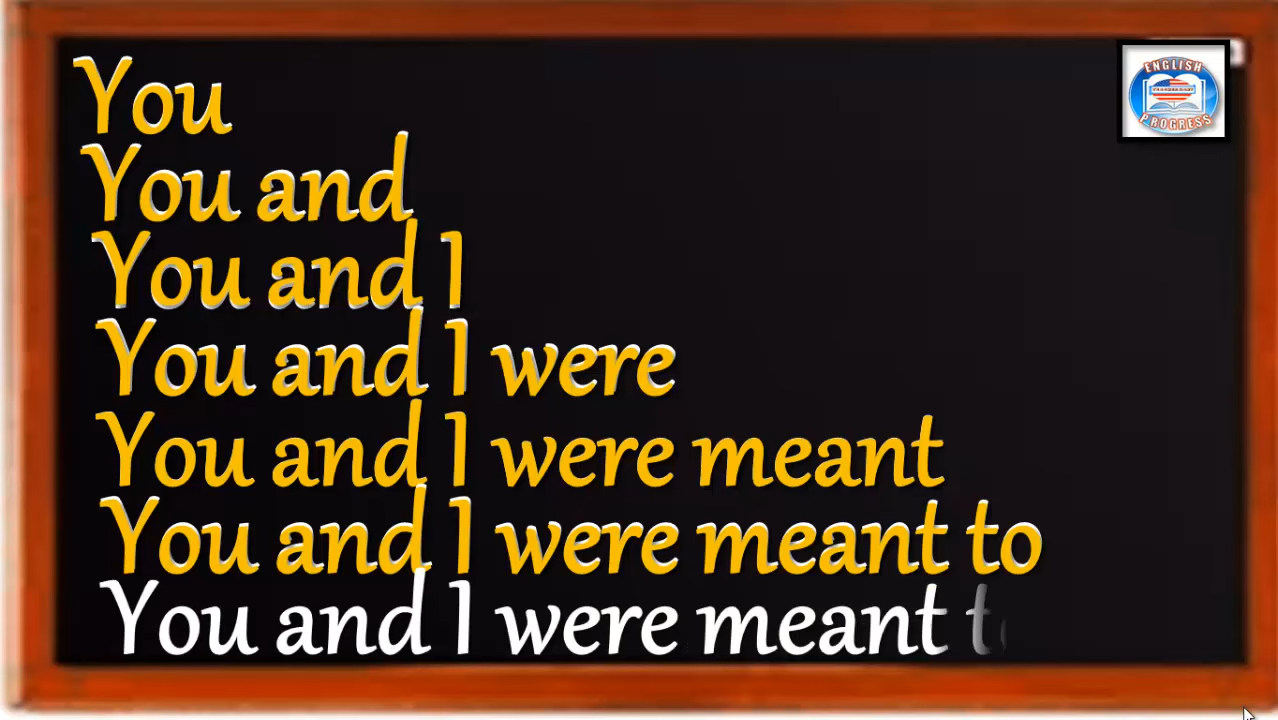 You
You and
You and I
You and I were
You and I were meant
You and I were meant to
You and I were meant t
ENGLISH
PROGRESS